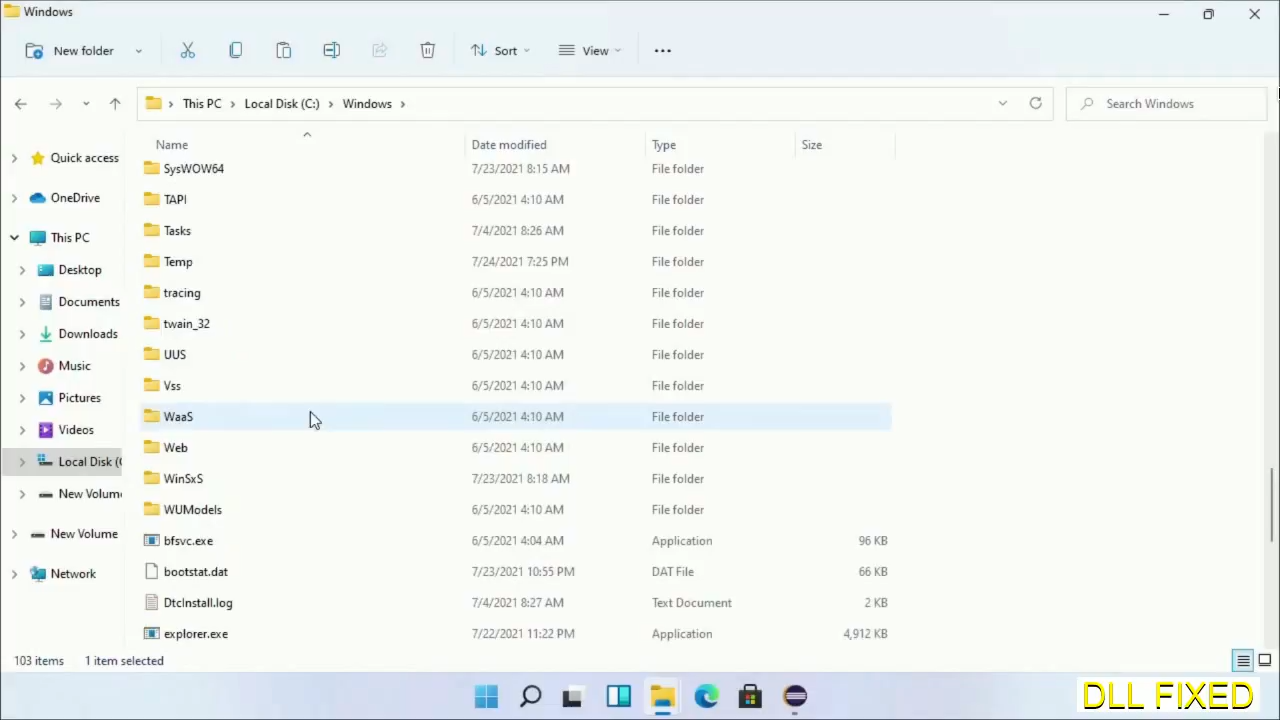 Windows
New folder Sort View
This PC Local Disk (C:) Windows Search Windows
Name Date modified Type Size
Quick access
OneDrive
This PC
Desktop
Documents
Downloads
Music
Pictures
Videos
Local Disk (C
New Volum
New Volume
Network
SysWOW64 7/23/2021 8:15 AM File folder
TAPI 6/5/2021 4:10 AM File folder
Tasks 7/4/2021 8:26 AM File folder
Temp 7/24/2021 7:25 PM File folder
tracing 6/5/2021 4:10 AM File folder
twain_32 6/5/2021 4:10 AM File folder
UUS 6/5/2021 4:10 AM File folder
Vss 6/5/2021 4:10 AM File folder
WaaS 6/5/2021 4:10 AM File folder
Web 6/5/2021 4:10 AM File folder
WinSxS 7/23/2021 8:18 AM File folder
WUModels 6/5/2021 4:10 AM File folder
bfsvc.exe 6/5/2021 4:04 AM Application 96 KB
bootstat.dat 7/23/2021 10:55 PM DAT File 66 KB
DtcInstall.log 7/4/2021 8:27 AM Text Document 2 KB
explorer.exe 7/22/2021 11:22 PM Application 4,912 KB
103 items 1 item selected
DLL FIXED